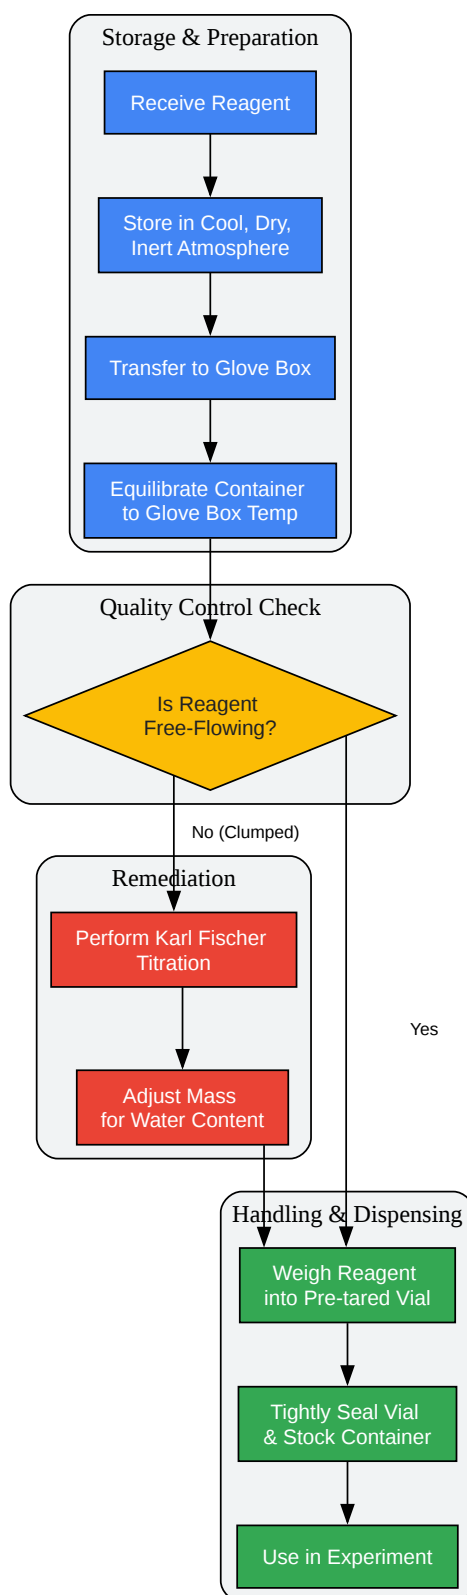 Storage & Preparation
Receive Reagent
Store in Cool, Dry,
Inert Atmosphere
Transfer to Glove Box
Equilibrate Container
to Glove Box Temp
Quality Control Check
Is Reagent
Free-Flowing?
No (Clumped)
Remediation
Perform Karl Fischer
Titration
Yes
Adjust Mass
for Water Content
Handling & Dispensing
Weigh Reagent
into Pre-tared Vial
Tightly Seal Vial
& Stock Container
Use in Experiment